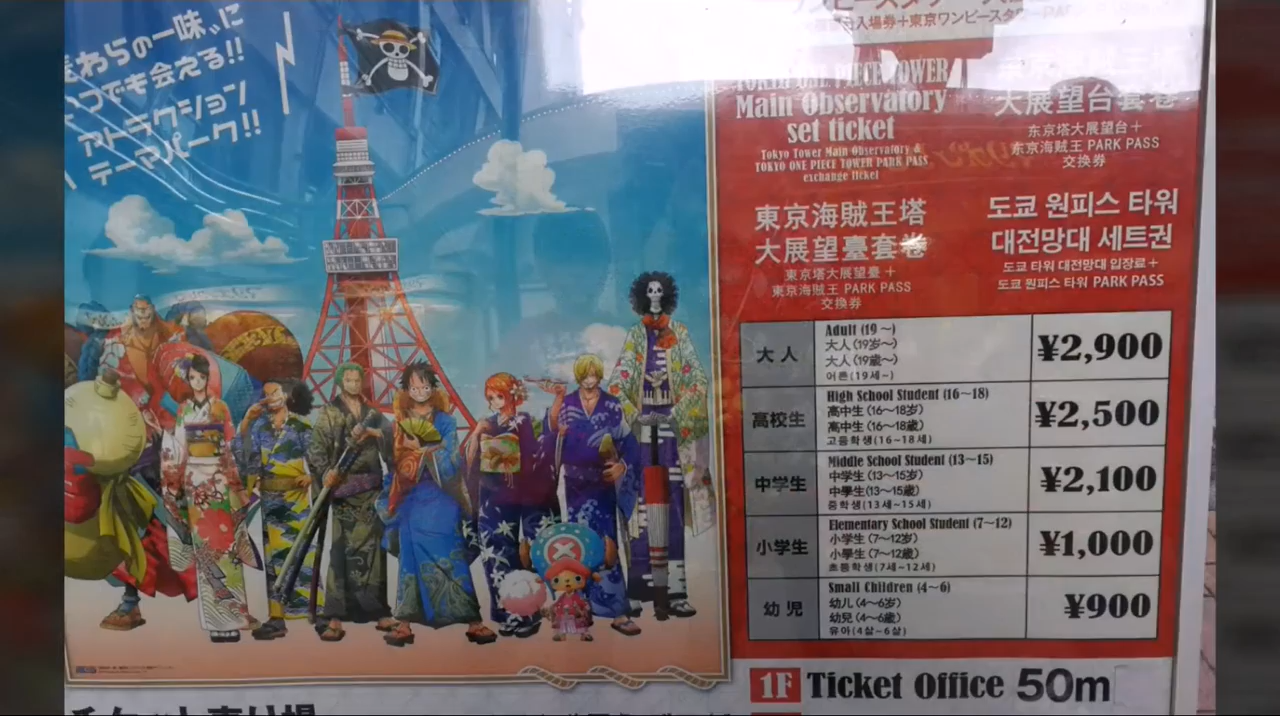 わらの一味〟に
つでも会える!!
アトラクション
テーマパーク!!
入場券+東京ワンピースタワー
TOKYO ONE PIECE TOWER
Main Observatory
set ticket
Tokyo Tower Main Observatory &
TOKYO ONE PIECE TOWER PARK PASS
exchange ticket
大展望台套卷
东京塔大展望台+
东京海贼王 PARK PASS
交换券
東京海賊王塔
大展望臺套卷
東京塔大展望臺 +
東京海賊王 PARK PASS
交換券
도쿄 원피스 타워
대전망대 세트권
도쿄 타워 대전망대 입장료+
도쿄 원피스 타워 PARK PASS
大人
Adult (19~)
大人(19岁~)
大人(19歲~)
어른(19세~)
¥2,900
高校生
High School Student (16~18)
高中生(16~18岁)
高中生(16~18歲)
고등학생(16~18세)
¥2,500
中学生
Middle School Student (13~15)
中学生(13~15岁)
中學生(13~15歲)
중학생(13세~15세)
¥2,100
小学生
Elementary School Student (7~12)
小学生(7~12岁)
小學生(7~12歲)
초등학생(7세~12세)
¥1,000
幼児
Small Children (4~6)
幼儿(4~6岁)
幼兒(4~6歲)
유아(4살~6살)
¥900
1F Ticket Office 50m